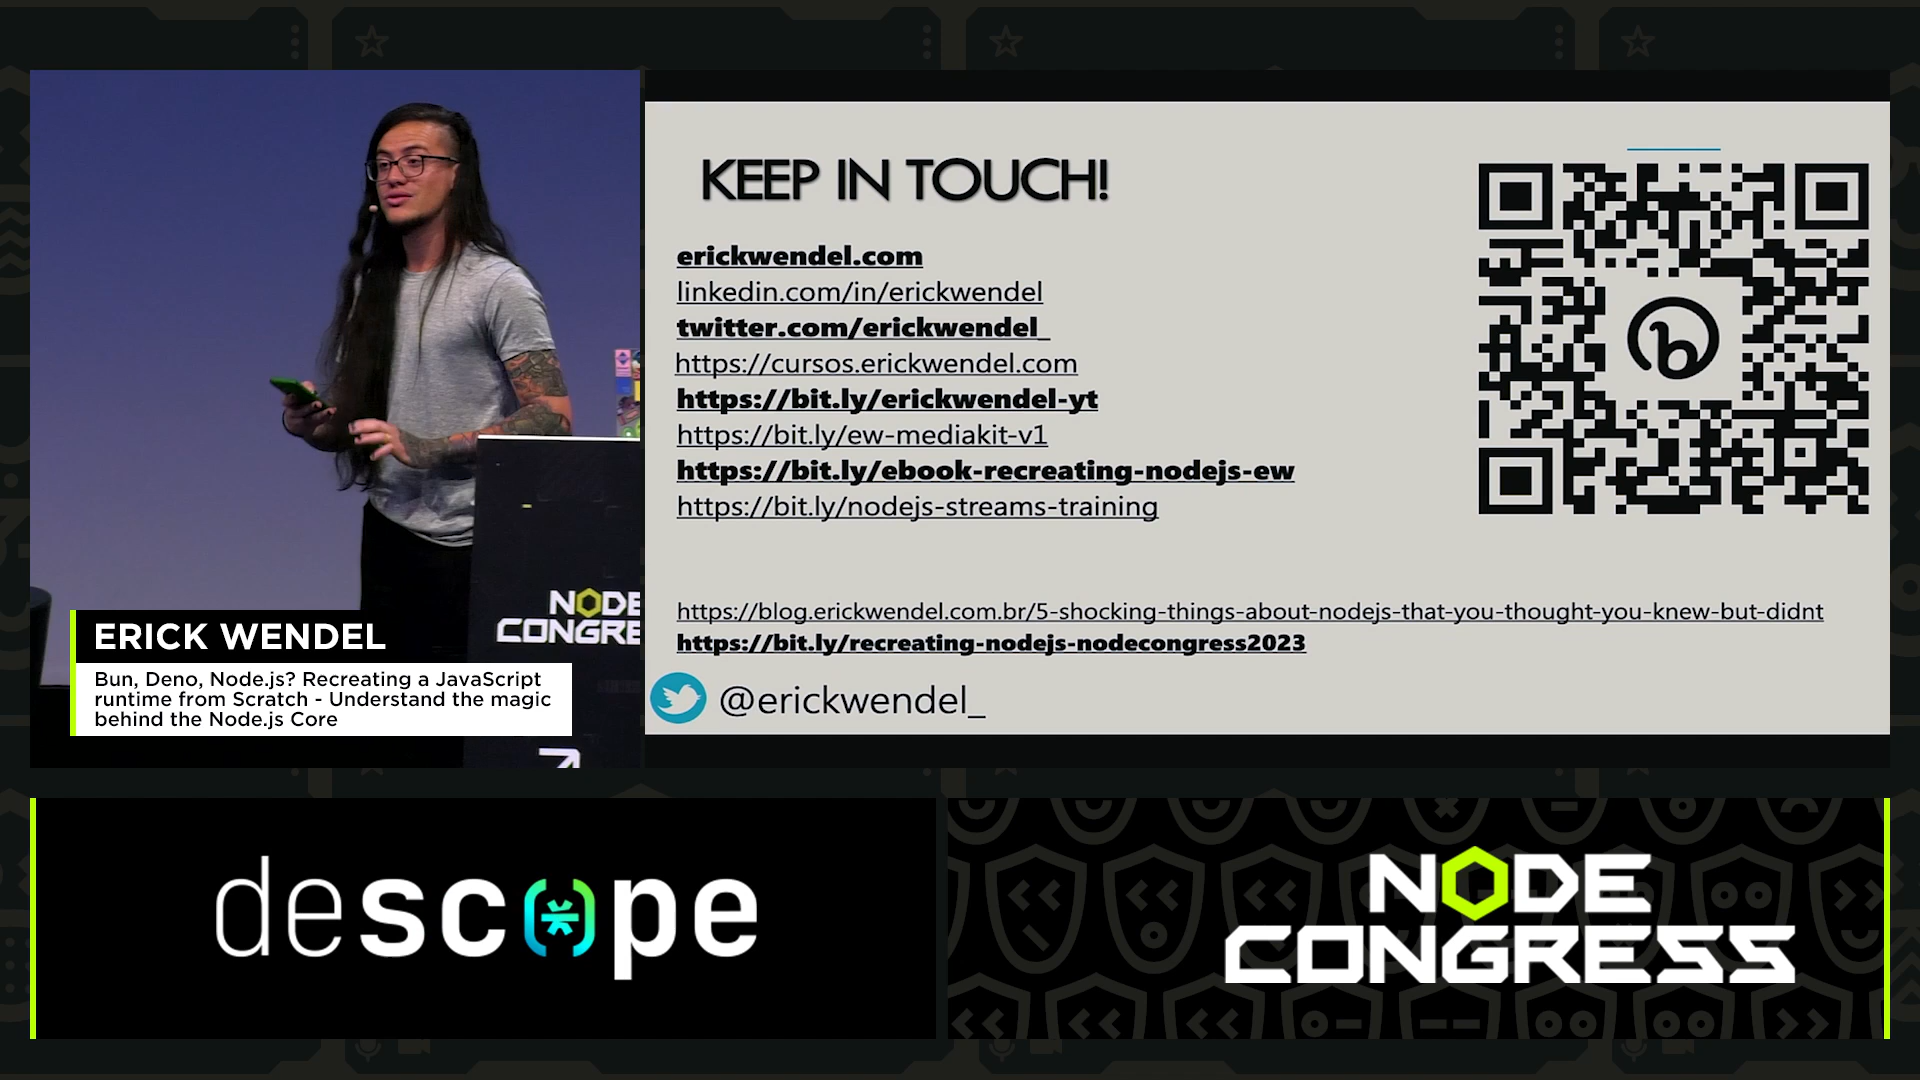 KEEP IN TOUCH!
erickwendel.com
linkedin.com/in/erickwendel
twitter.com/erickwendel_
https://cursos.erickwendel.com
https://bit.ly/erickwendel-yt
https://bit.ly/ew-mediakit-v1
https://bit.ly/ebook-recreating-nodejs-ew
https://bit.ly/nodejs-streams-training
https://blog.erickwendel.com.br/5-shocking-things-about-nodejs-that-you-thought-you-knew-but-didnt
https://bit.ly/recreating-nodejs-nodecongress2023
@erickwendel_
NODE
CONGRE
ERICK WENDEL
Bun, Deno, Node.js? Recreating a JavaScript
runtime from Scratch - Understand the magic
behind the Node.js Core
descope
NODE
CONGRESS